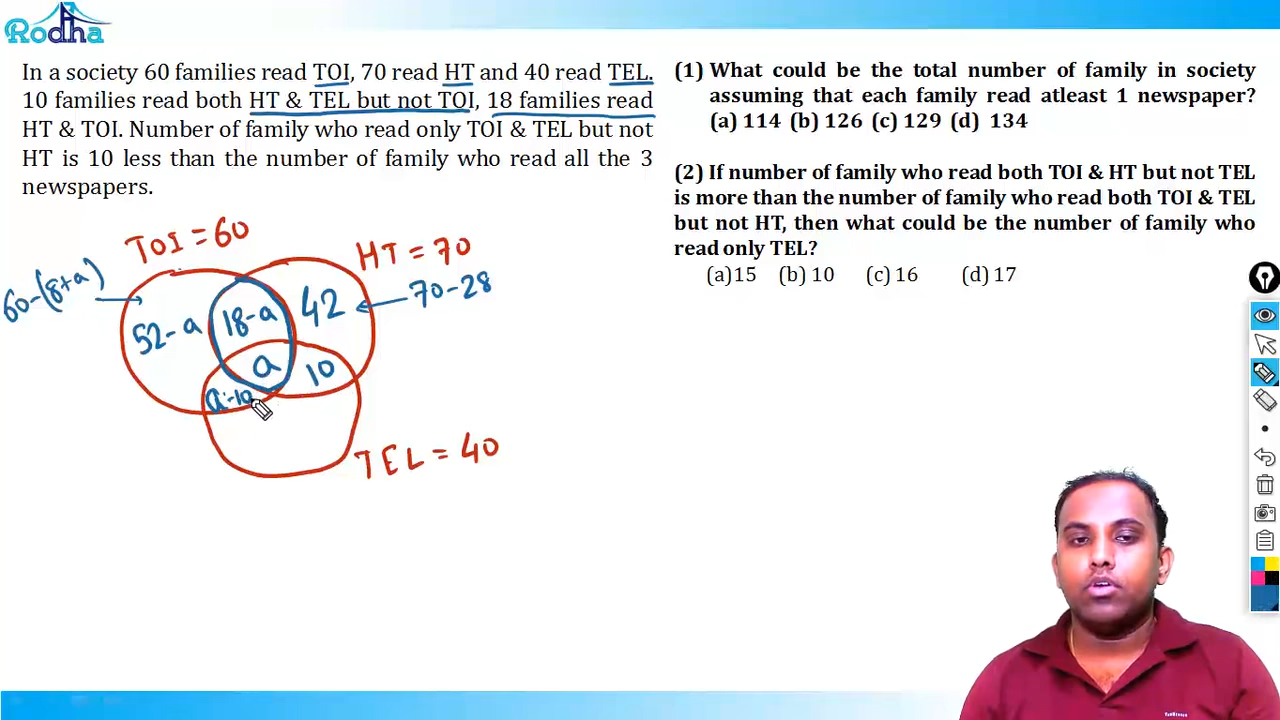 Rodha
In a society 60 families read TOI, 70 read HT and 40 read TEL.
10 families read both HT & TEL but not TOI, 18 families read
HT & TOI. Number of family who read only TOI & TEL but not
HT is 10 less than the number of family who read all the 3
newspapers.
(1) What could be the total number of family in society
assuming that each family read atleast 1 newspaper?
(a) 114 (b) 126 (c) 129 (d) 134
(2) If number of family who read both TOI & HT but not TEL
is more than the number of family who read both TOI & TEL
but not HT, then what could be the number of family who
read only TEL?
(a) 15 (b) 10 (c) 16 (d) 17
TOI = 60
HT = 70
60-(8+a)
70-28
52-a
18-a
42
a
10
a-10
TEL = 40